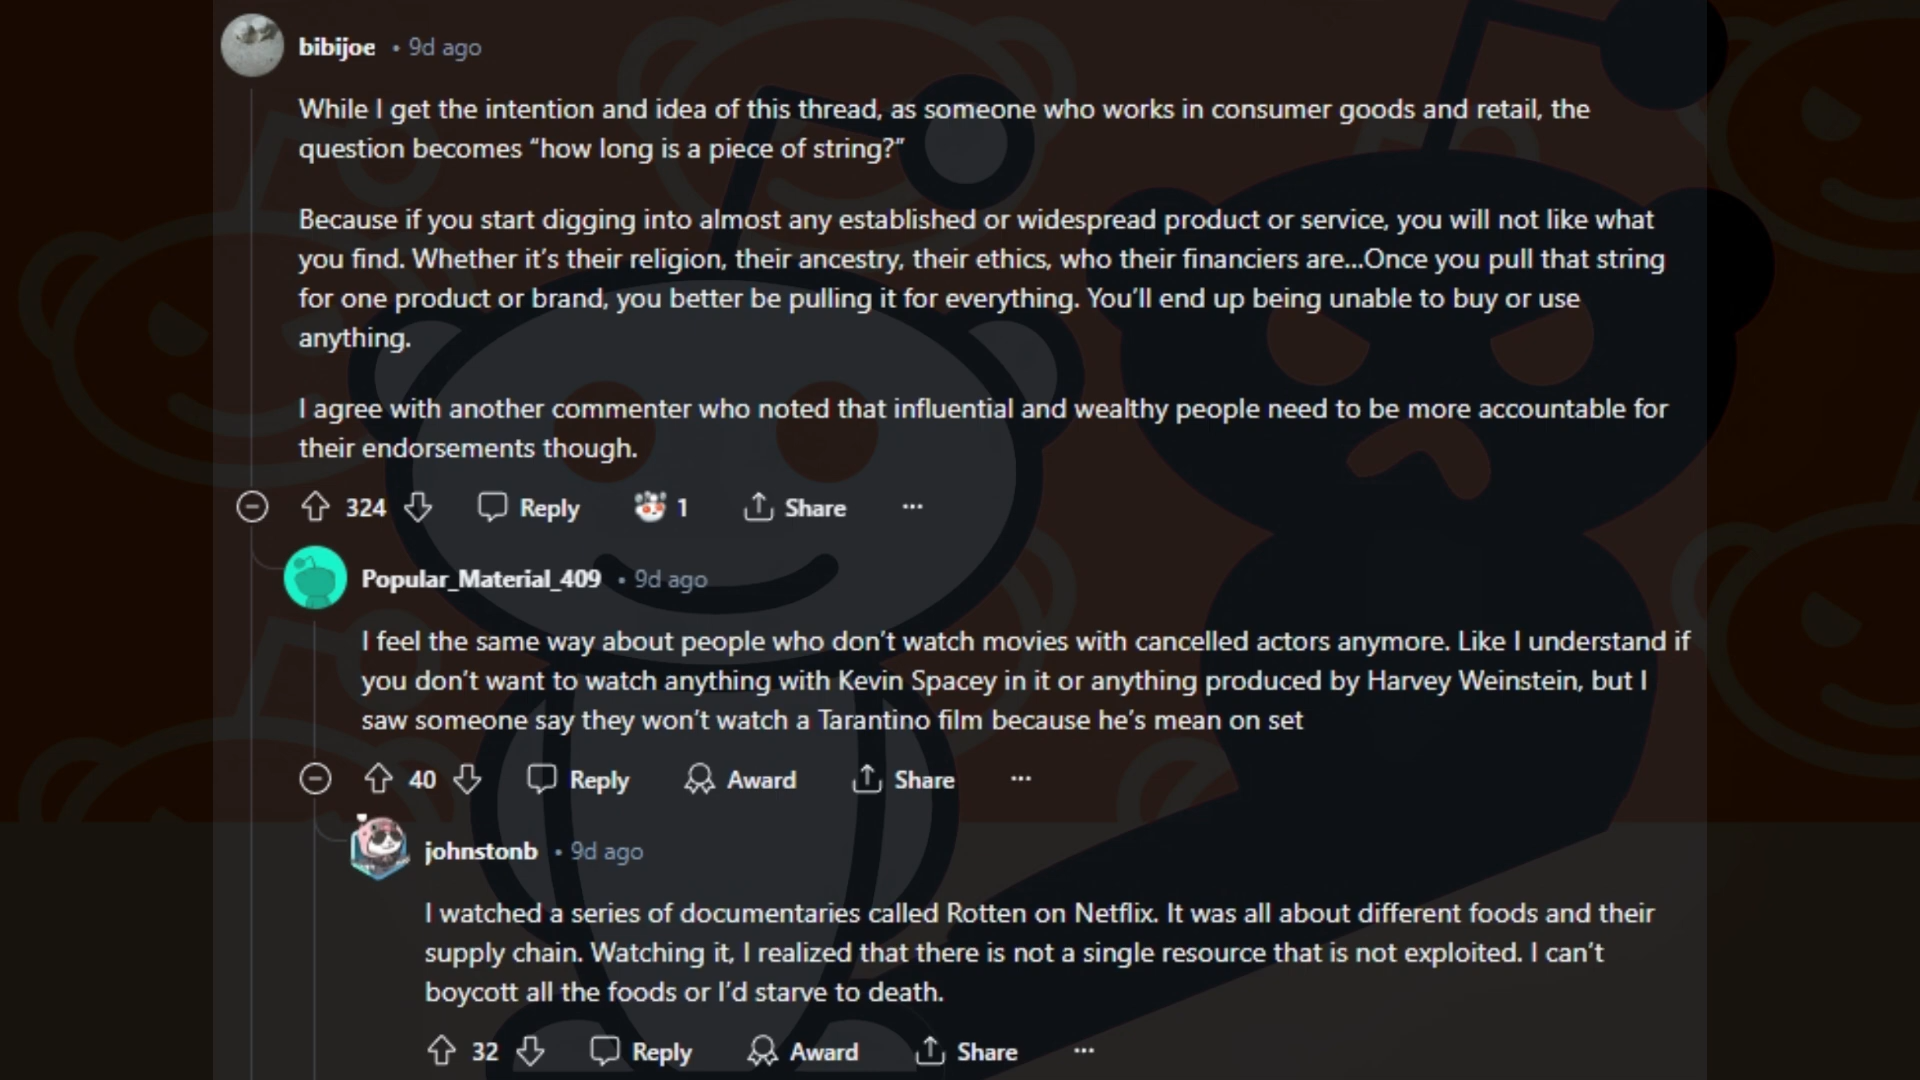 bibijoe • 9d ago
While I get the intention and idea of this thread, as someone who works in consumer goods and retail, the
question becomes “how long is a piece of string?”
Because if you start digging into almost any established or widespread product or service, you will not like what
you find. Whether it’s their religion, their ancestry, their ethics, who their financiers are...Once you pull that string
for one product or brand, you better be pulling it for everything. You’ll end up being unable to buy or use
anything.
I agree with another commenter who noted that influential and wealthy people need to be more accountable for
their endorsements though.
324 Reply 1 Share ...
Popular_Material_409 • 9d ago
I feel the same way about people who don’t watch movies with cancelled actors anymore. Like I understand if
you don’t want to watch anything with Kevin Spacey in it or anything produced by Harvey Weinstein, but I
saw someone say they won’t watch a Tarantino film because he’s mean on set
40 Reply Award Share ...
johnstonb • 9d ago
I watched a series of documentaries called Rotten on Netflix. It was all about different foods and their
supply chain. Watching it, I realized that there is not a single resource that is not exploited. I can’t
boycott all the foods or I’d starve to death.
32 Reply Award Share ...